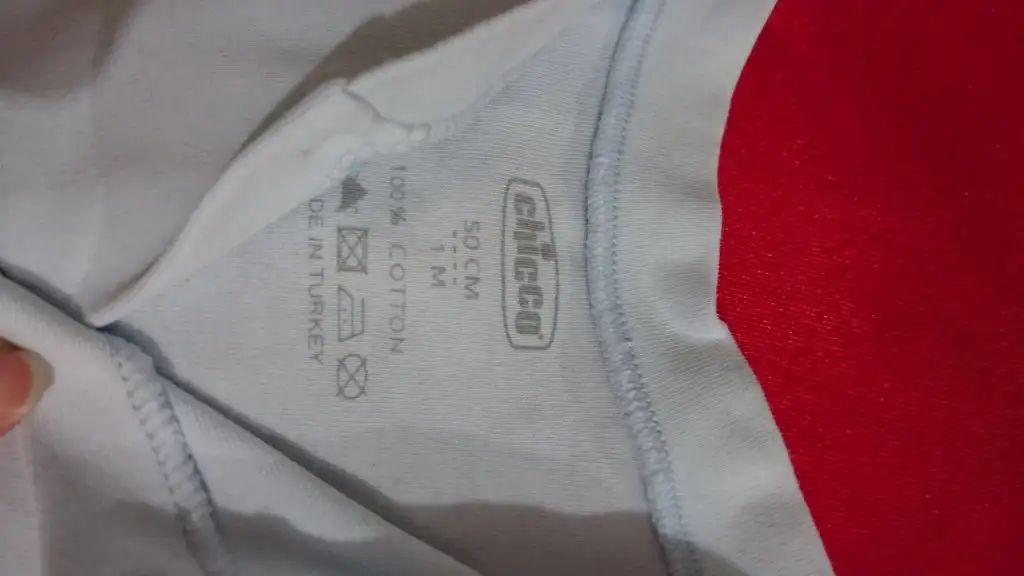 chicco
50 CM
1 M
100% COTTON
DE IN TURKEY